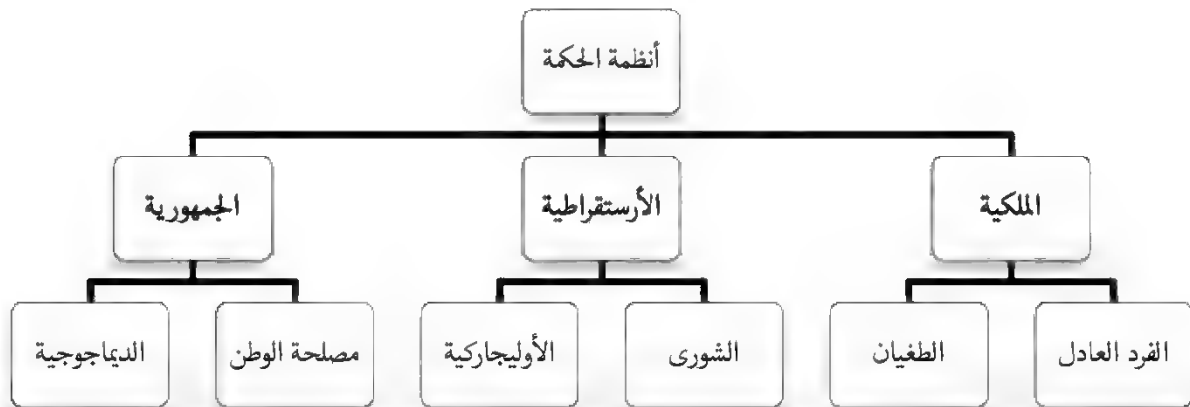 أنظمة الحكمة
الملكية
الأرستقراطية
الجمهورية
الفرد العادل
الطغيان
الشورى
الأوليجاركية
مصلحة الوطن
الديماجوجية